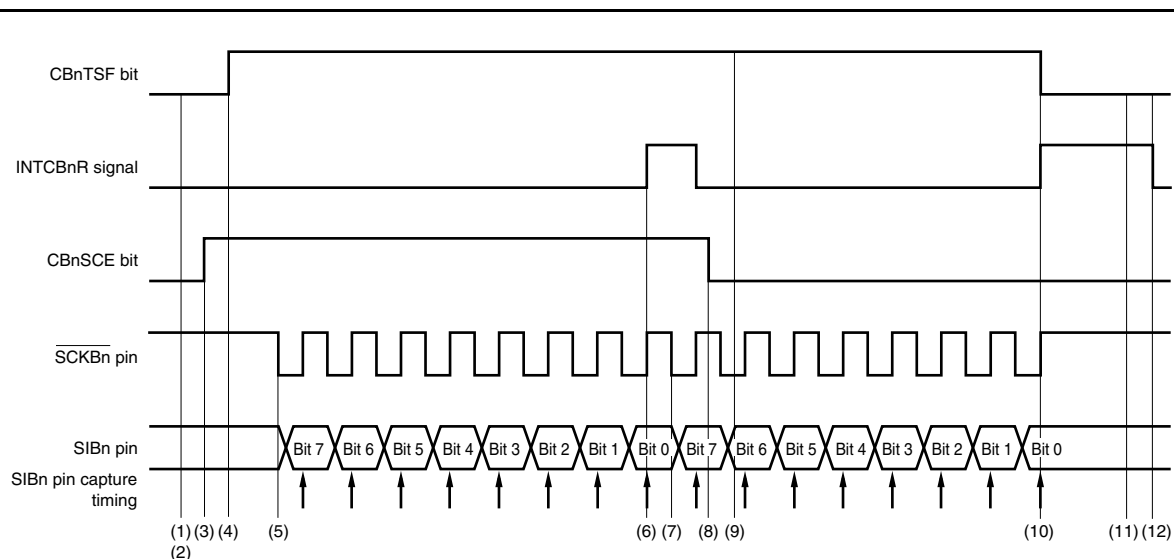 CBnTSF bit
INTCBnR signal
CBnSCE bit
SCKBn pin
SIBn pin
Bit 7 Bit 6 Bit 5 Bit 4 Bit 3 Bit 2 Bit 1 Bit 0 Bit 7 Bit 6 Bit 5 Bit 4 Bit 3 Bit 2 Bit 1 Bit 0
SIBn pin capture
timing
(1) (3) (4) (5) (6) (7) (8) (9) (10) (11) (12)
(2)